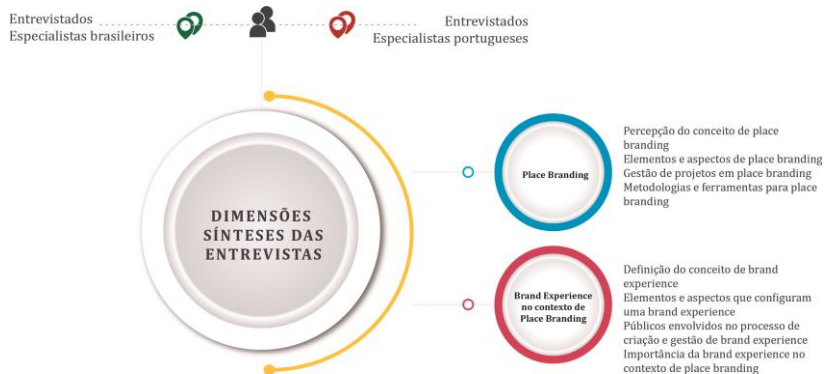 Entrevistados
Especialistas brasileiros
Entrevistados
Especialistas portugueses
DIMENSÕES
SÍNTESES DAS
ENTREVISTAS
Place Branding
Percepção do conceito de place
branding
Elementos e aspectos de place branding
Gestão de projetos em place branding
Metodologias e ferramentas para place
branding
Brand Experience
no contexto de
Place Branding
Definição do conceito de brand
experience
Elementos e aspectos que configuram
uma brand experience
Públicos envolvidos no processo de
criação e gestão de brand experience
Importância da brand experience no
contexto de place branding